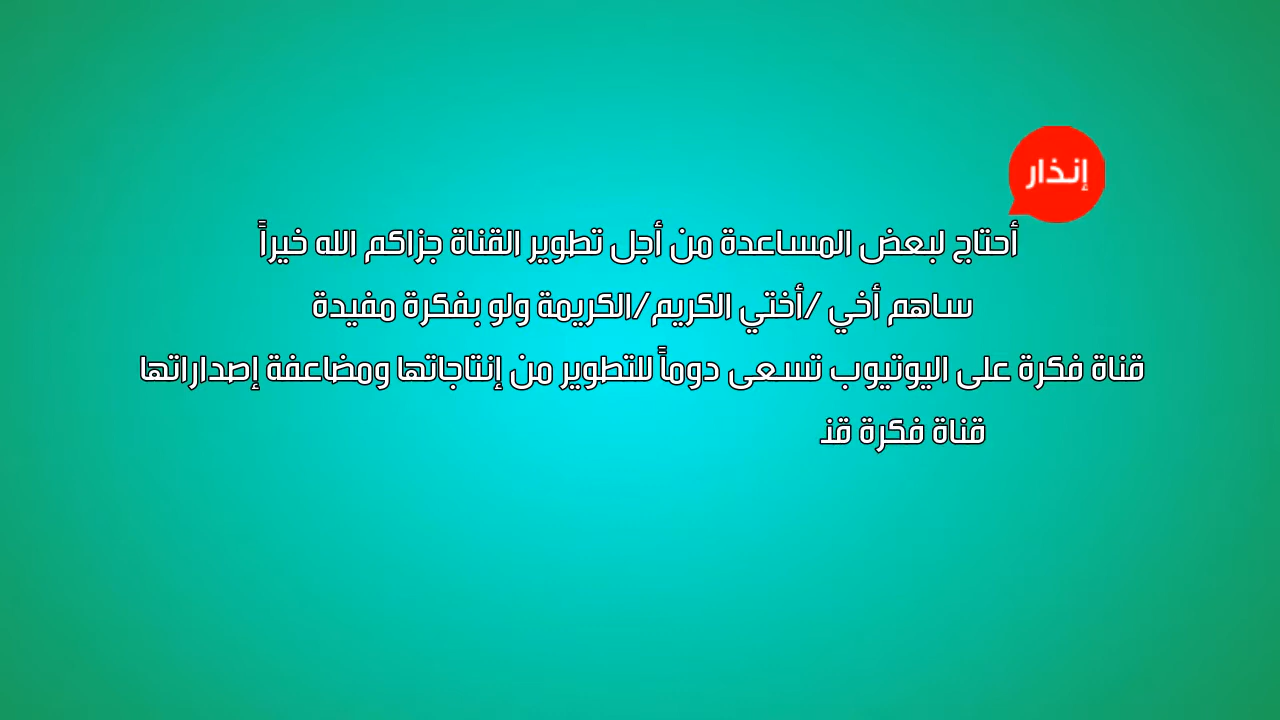 إنذار
أحتاج لبعض المساعدة من أجل تطوير القناة جزاكم الله خيراً
ساهم أخي /أختي الكريم/الكريمة ولو بفكرة مفيدة
قناة فكرة على اليوتيوب تسعى دوماً للتطوير من إنتاجاتها ومضاعفة إصداراتها
قناة فكرة قنـ